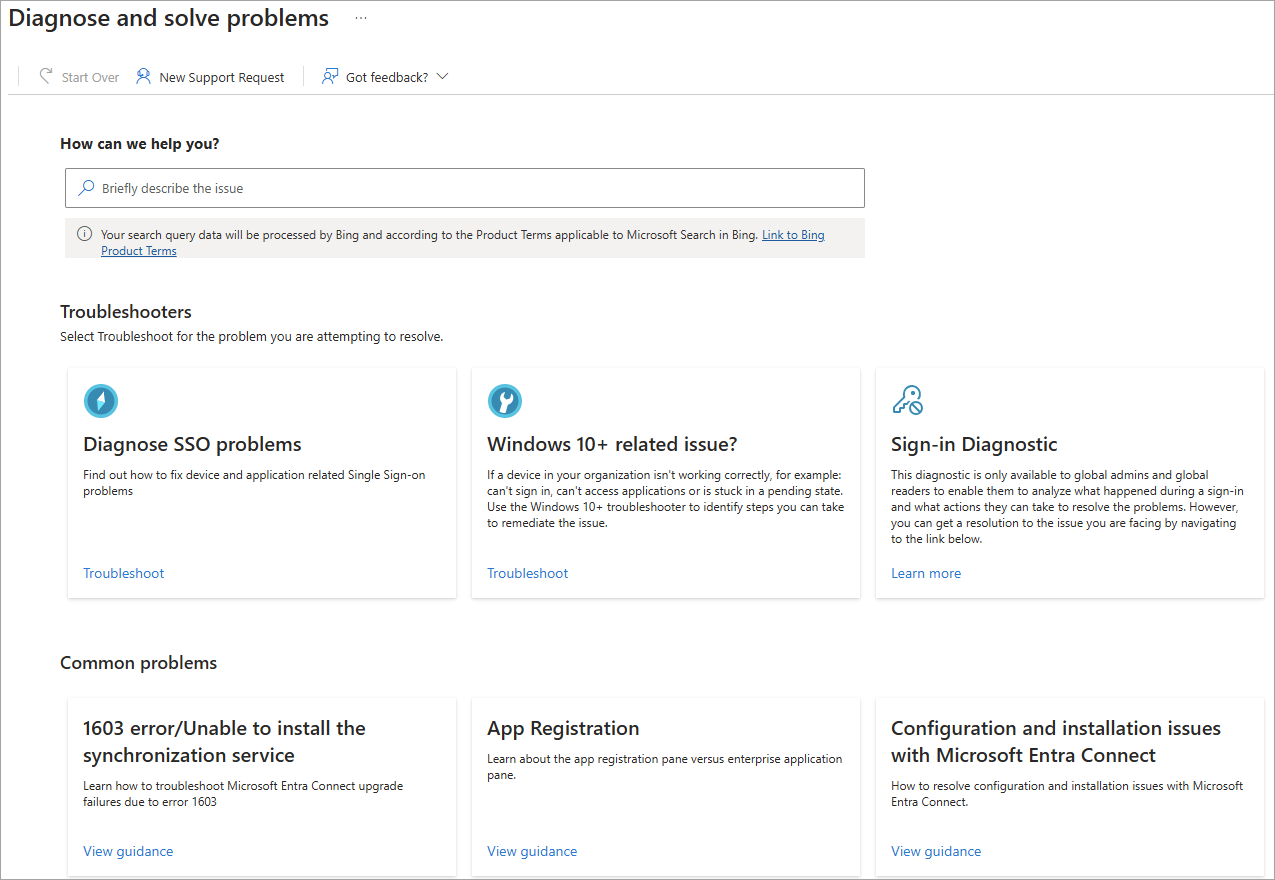 Diagnose and solve problems ...
Start Over
New Support Request
Got feedback?
How can we help you?
Briefly describe the issue
Your search query data will be processed by Bing and according to the Product Terms applicable to Microsoft Search in Bing. Link to Bing
Product Terms
Troubleshooters
Select Troubleshoot for the problem you are attempting to resolve.
Diagnose SSO problems
Find out how to fix device and application related Single Sign-on
problems
Troubleshoot
Windows 10+ related issue?
If a device in your organization isn't working correctly, for example:
can't sign in, can't access applications or is stuck in a pending state.
Use the Windows 10+ troubleshooter to identify steps you can take
to remediate the issue.
Troubleshoot
Sign-in Diagnostic
This diagnostic is only available to global admins and global
readers to enable them to analyze what happened during a sign-in
and what actions they can take to resolve the problems. However,
you can get a resolution to the issue you are facing by navigating
to the link below.
Learn more
Common problems
1603 error/Unable to install the
synchronization service
Learn how to troubleshoot Microsoft Entra Connect upgrade
failures due to error 1603
View guidance
App Registration
Learn about the app registration pane versus enterprise application
pane.
View guidance
Configuration and installation issues
with Microsoft Entra Connect
How to resolve configuration and installation issues with Microsoft
Entra Connect.
View guidance